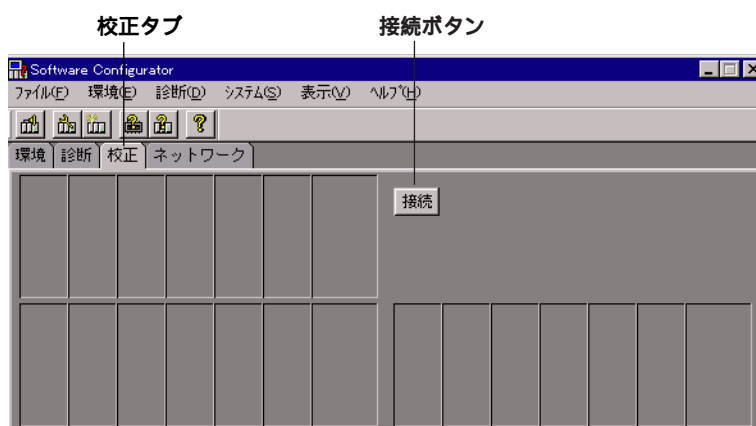 校正タブ 接続ボタン
Software Configurator
ファイル(F) 環境(E) 診断(D) システム(S) 表示(V) ヘルプ(H)
環境 診断 校正 ネットワーク
接続